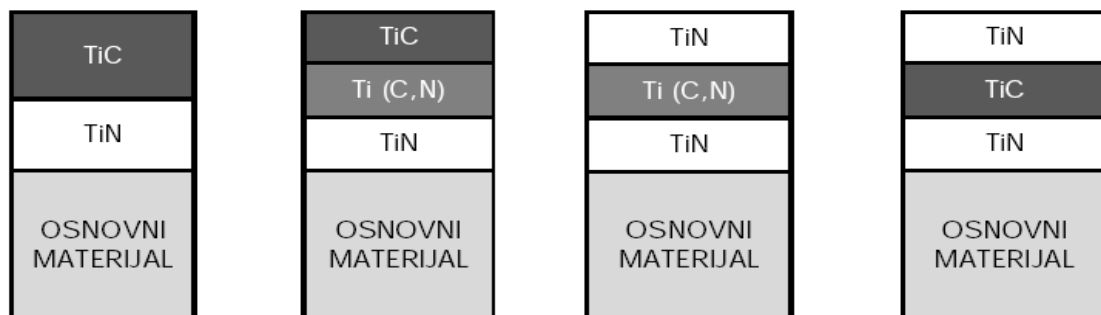 TiC
TiN
OSNOVNI
MATERIJAL
TiC
Ti (C,N)
TiN
OSNOVNI
MATERIJAL
TiN
Ti (C,N)
TiN
OSNOVNI
MATERIJAL
TiN
TiC
TiN
OSNOVNI
MATERIJAL